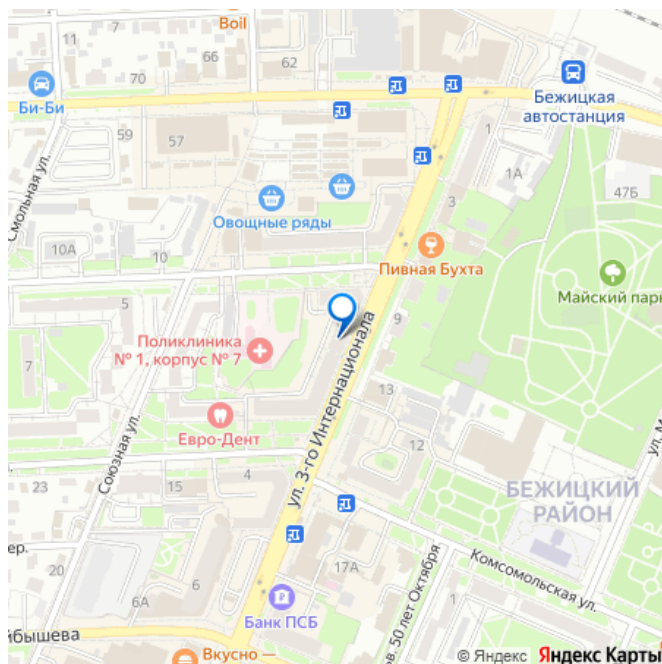 Boil
11
7
66
62
70
Би-Би
Бежицкая
автостанция
59
57
1
1А
47Б
Смольная ул.
3
Овощные ряды
10А
10
Пивная Бухта
Майский парк
5
9
Поликлиника
№ 1, корпус № 7
7
ул. 3-го Интернационала
13
Евро-Дент
12
Союзная ул.
23
15
4
БЕЖИЦКИЙ
РАЙОН
ул. М
ер.
20
17А
Комсомольская ул.
6
6А
1
ов. 50 лет Октября
Банк ПСБ
йбышева
Вкусно —
© Яндекс Яндекс Карты